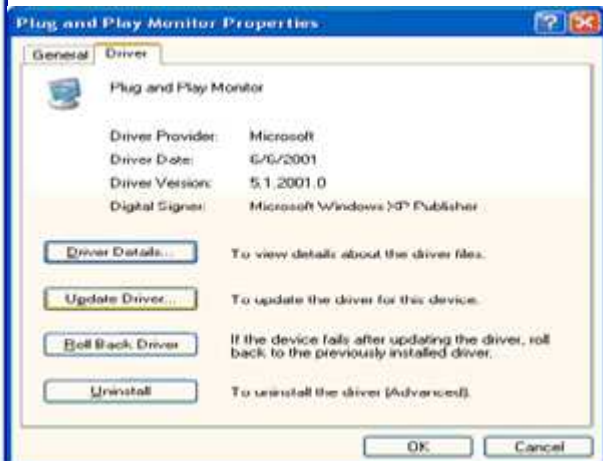 Plug and Play Monitor Properties
General Driver
Plug and Play Monitor
Driver Provider: Microsoft
Driver Date: 6/6/2001
Driver Version: 5.1.2001.0
Digital Signer: Microsoft Windows XP Publisher
Driver Details... To view details about the driver files.
Update Driver... To update the driver for this device.
Roll Back Driver If the device fails after updating the driver, roll
back to the previously installed driver.
Uninstall To uninstall the driver (Advanced).
OK Cancel